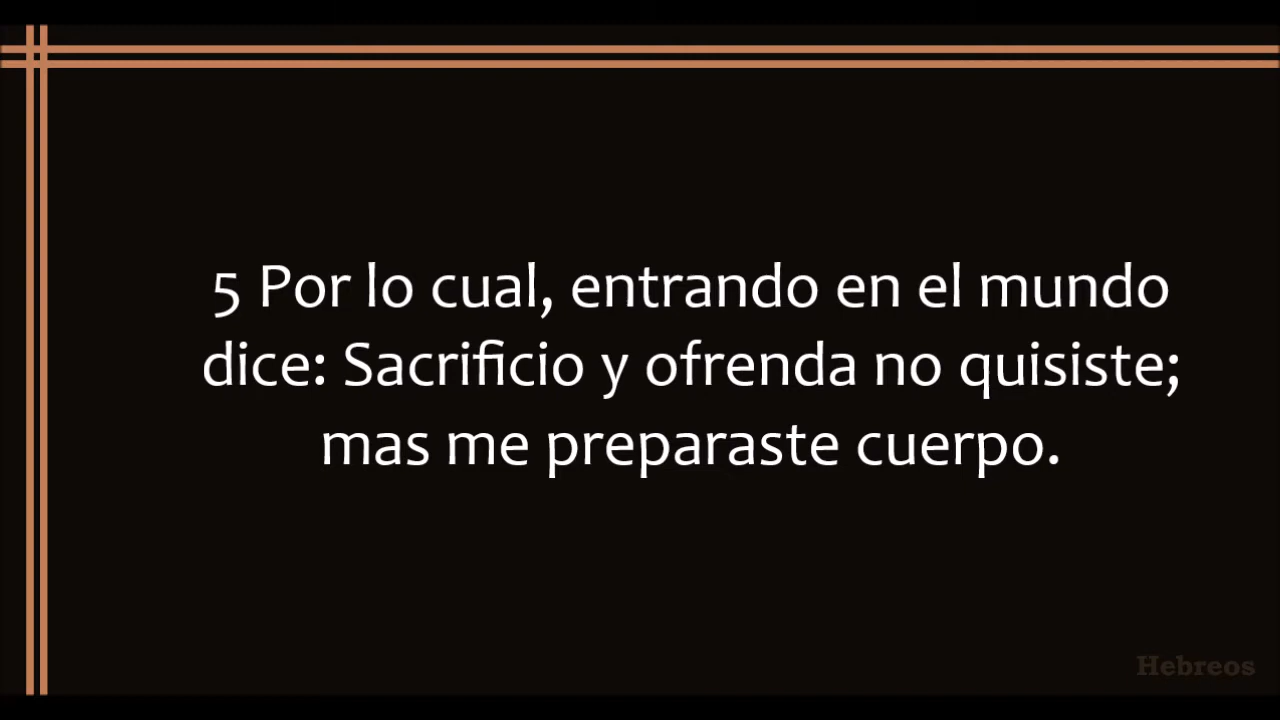 5 Por lo cual, entrando en el mundo
dice: Sacrificio y ofrenda no quisiste;
mas me preparaste cuerpo.
Hebreos